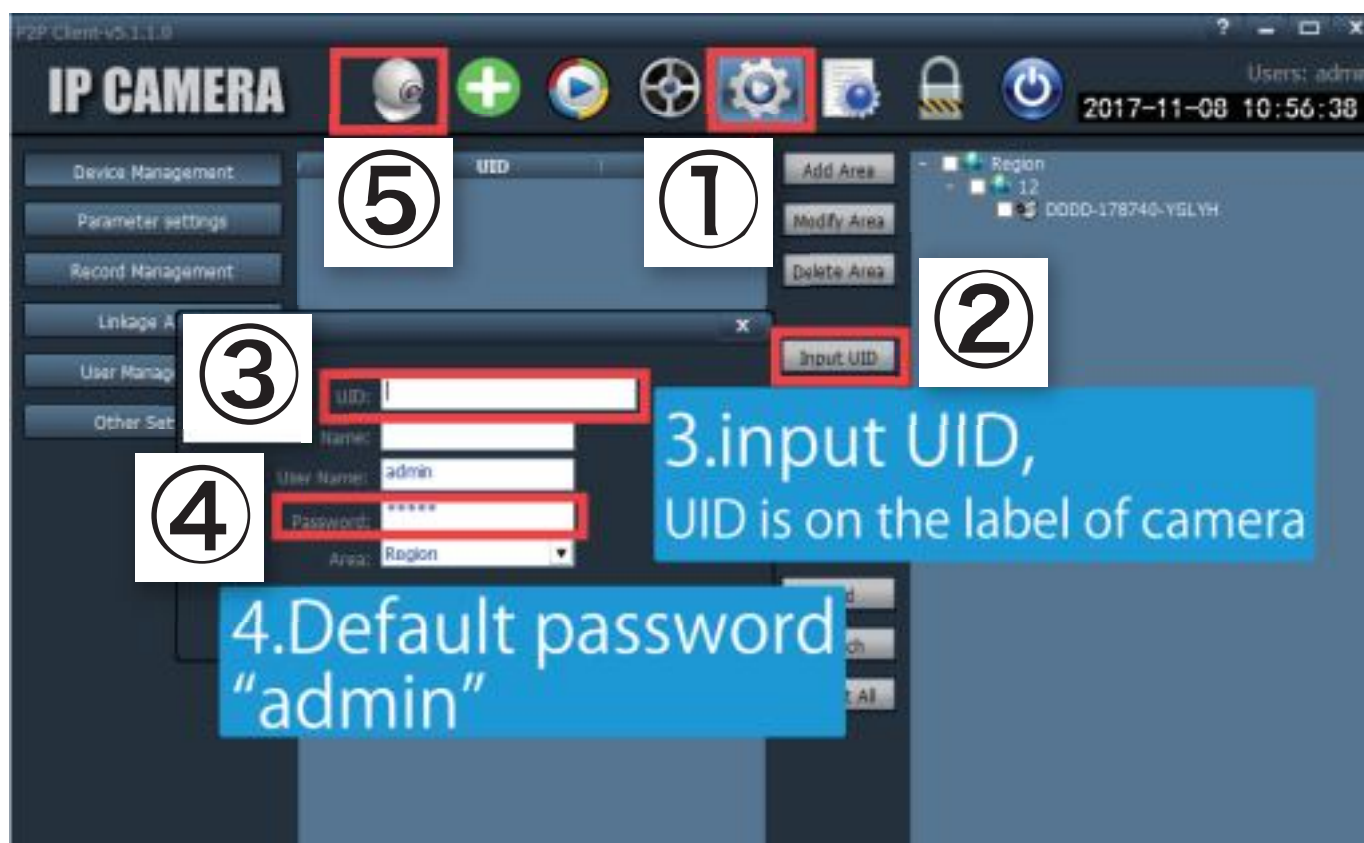 P2P Client-v5.1.1.0
IP CAMERA
Users: adm
2017-11-08 10:56:38
⑤
①
UID
Device Management
Parameter settings
Record Management
Linkage A
User Manag
Other Set
Add Area
Modify Area
Delete Area
Input UID
②
Region
12
DDDD-178740-YSLYH
③
UID:
Name:
User Name: admin
④
Password: *****
Area: Region
3.input UID,
UID is on the label of camera
4.Default password
"admin"
All